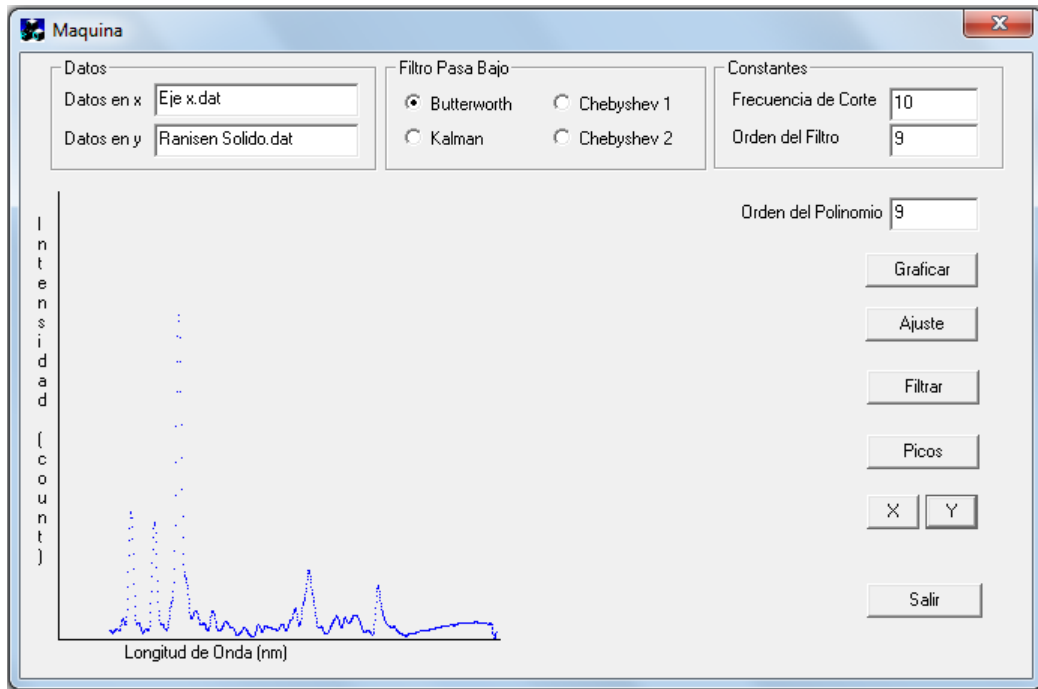 Maquina
Datos
Datos en x Eje x.dat
Datos en y Ranisen Solido.dat
Filtro Pasa Bajo
Butterworth Chebyshev 1
Kalman Chebyshev 2
Constantes
Frecuencia de Corte 10
Orden del Filtro 9
Orden del Polinomio 9
Intensidad (count)
Longitud de Onda (nm)
Graficar
Ajuste
Filtrar
Picos
X Y
Salir